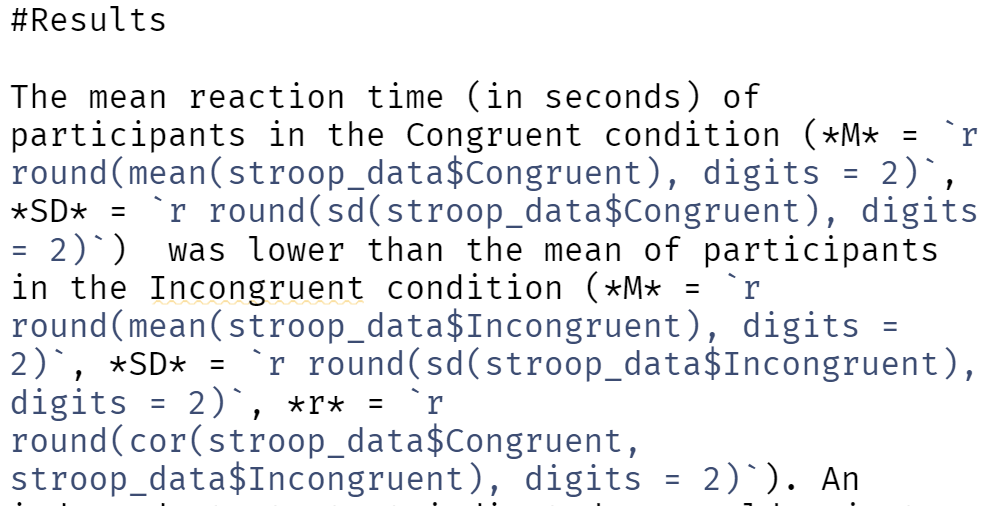 #Results
The mean reaction time (in seconds) of
participants in the Congruent condition (*M* = `r
round(mean(stroop_data$Congruent), digits = 2)`,
*SD* = `r round(sd(stroop_data$Congruent), digits
= 2)`)  was lower than the mean of participants
in the Incongruent condition (*M* = `r
round(mean(stroop_data$Incongruent), digits =
2)`, *SD* = `r round(sd(stroop_data$Incongruent),
digits = 2)`, *r* = `r
round(cor(stroop_data$Congruent,
stroop_data$Incongruent), digits = 2)`). An